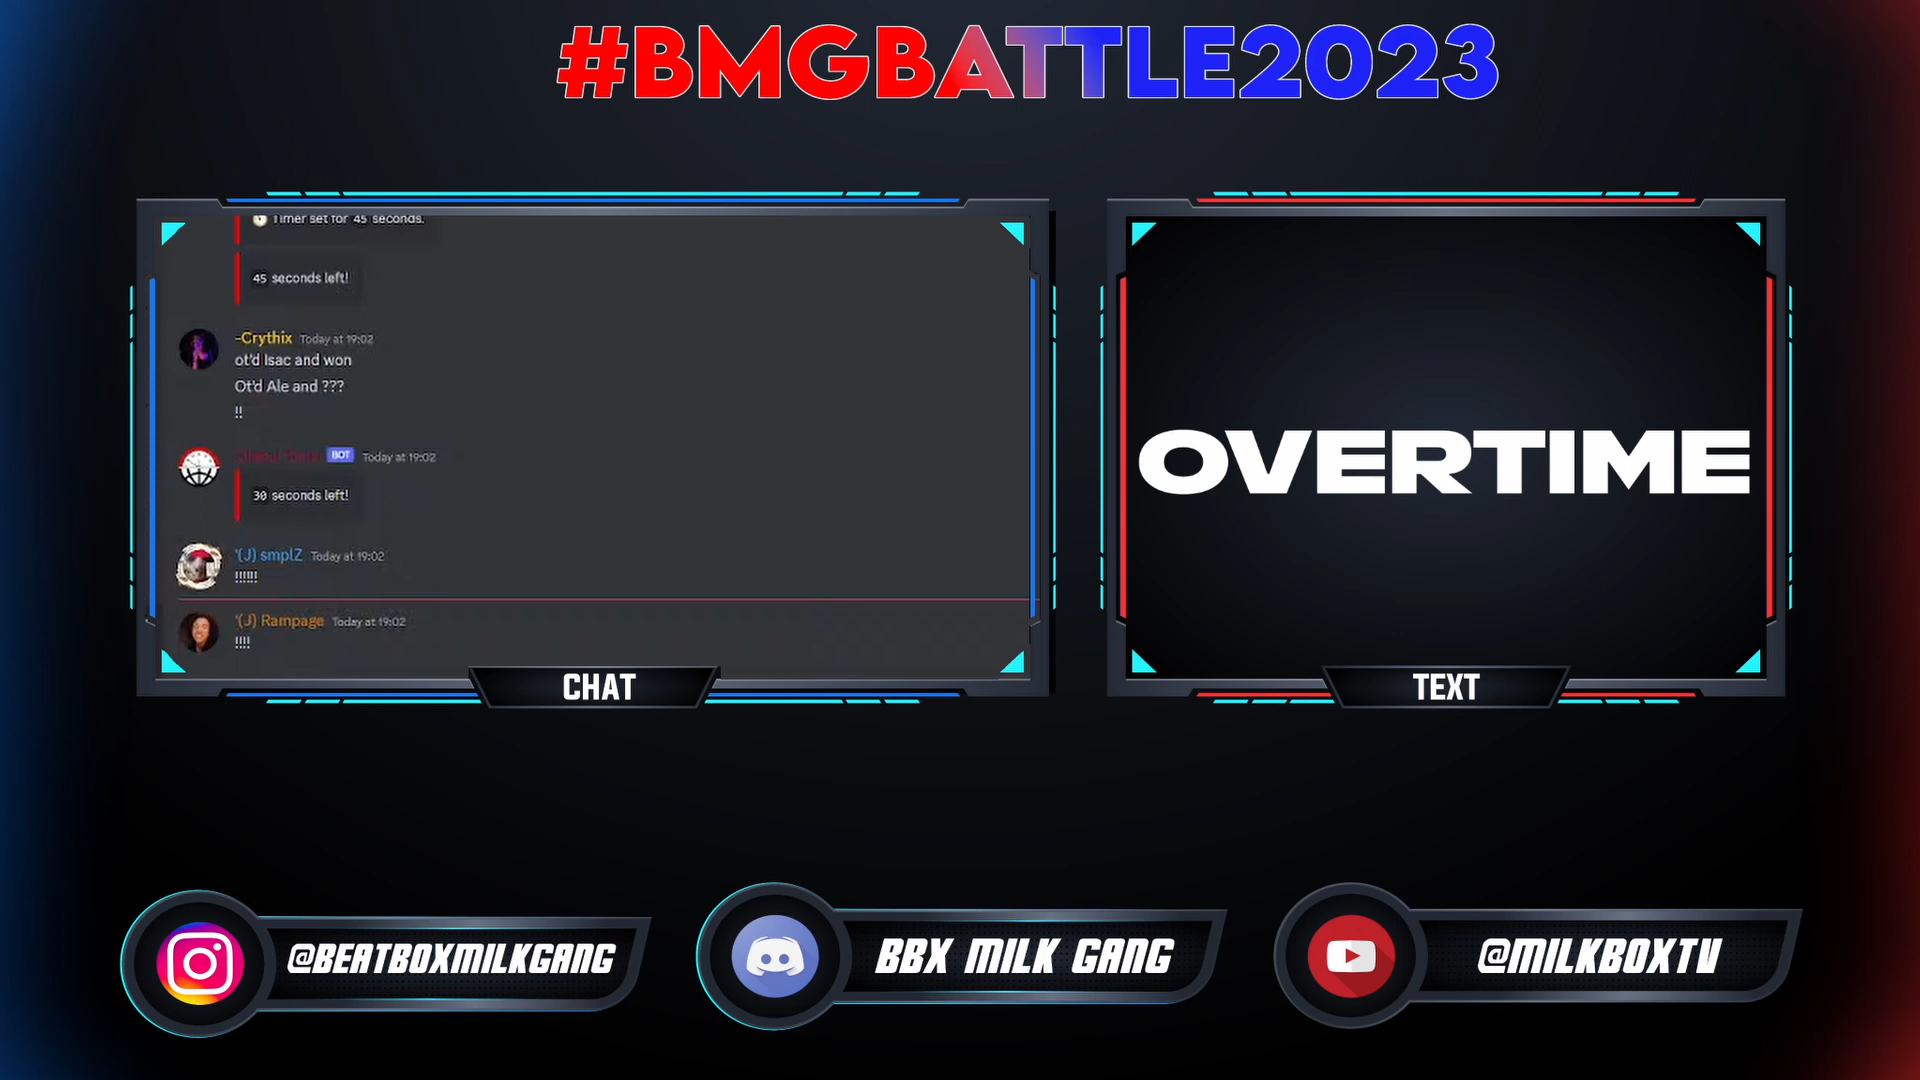 #BMGBATTLE2023
Timer set for 45 seconds.
45 seconds left!
-Crythix Today at 19:02
ot'd Isac and won
Ot'd Ale and ???
!!
BOT Today at 19:02
30 seconds left!
'(J) smplZ Today at 19:02
!!!!!!
'(J) Rampage Today at 19:02
!!!!
CHAT
OVERTIME
TEXT
@BEATBOXMILKGANG
BBX MILK GANG
@MILKBOXTV